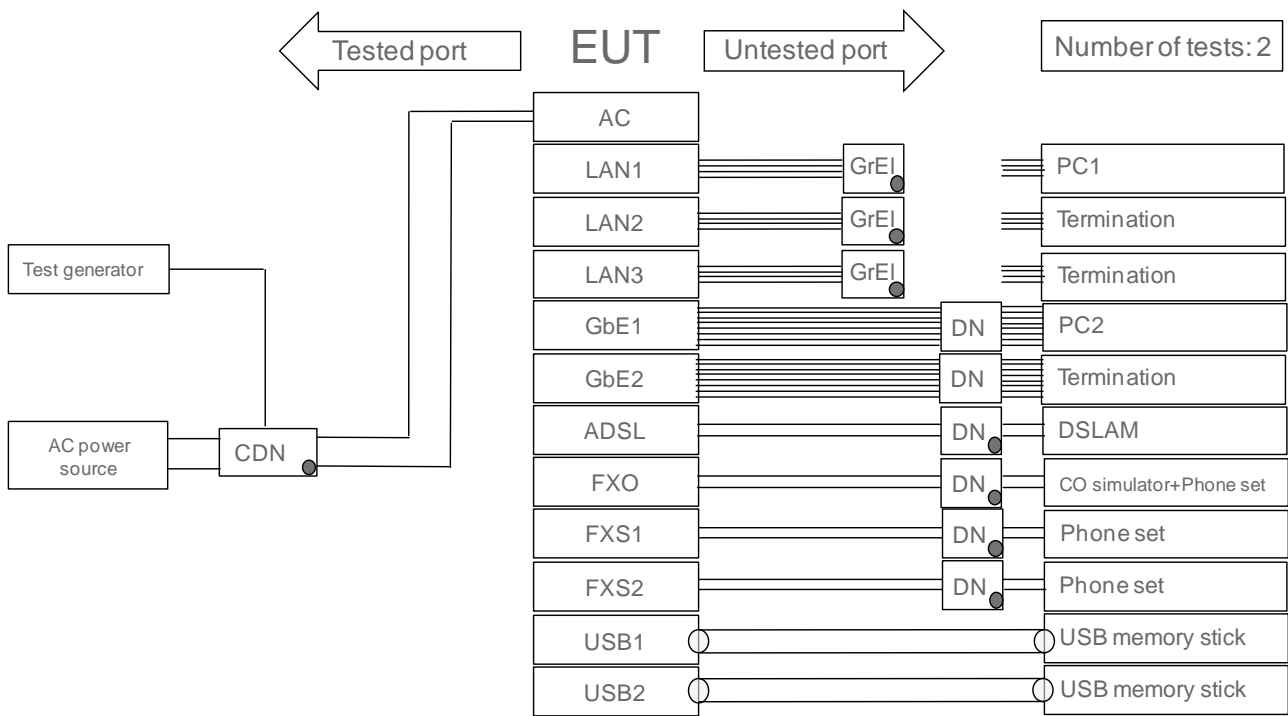 Tested port
EUT
Untested port
Number of tests: 2
AC
LAN1
GrEl
PC1
LAN2
GrEl
Termination
LAN3
GrEl
Termination
Test generator
GbE1
DN
PC2
GbE2
DN
Termination
AC power
source
CDN
ADSL
DN
DSLAM
FXO
DN
CO simulator+Phone set
FXS1
DN
Phone set
FXS2
DN
Phone set
USB1
USB memory stick
USB2
USB memory stick